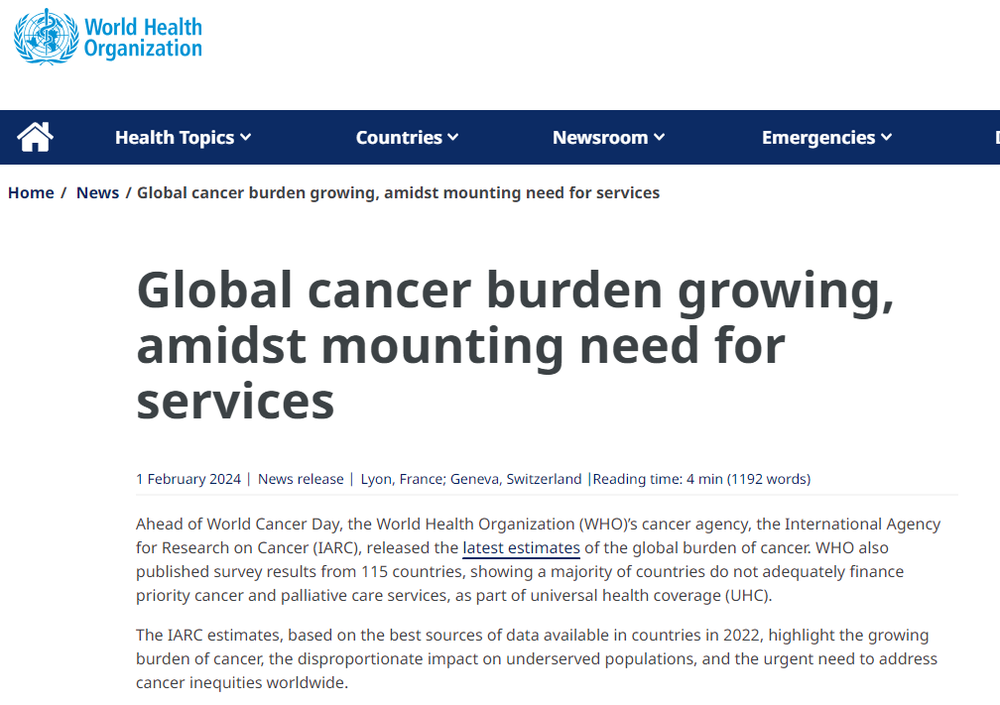 World Health
Organization
Health Topics
Countries
Newsroom
Emergencies
Home / News / Global cancer burden growing, amidst mounting need for services
Global cancer burden growing,
amidst mounting need for
services
1 February 2024 | News release | Lyon, France; Geneva, Switzerland |Reading time: 4 min (1192 words)
Ahead of World Cancer Day, the World Health Organization (WHO)'s cancer agency, the International Agency
for Research on Cancer (IARC), released the latest estimates of the global burden of cancer. WHO also
published survey results from 115 countries, showing a majority of countries do not adequately finance
priority cancer and palliative care services, as part of universal health coverage (UHC).
The IARC estimates, based on the best sources of data available in countries in 2022, highlight the growing
burden of cancer, the disproportionate impact on underserved populations, and the urgent need to address
cancer inequities worldwide.